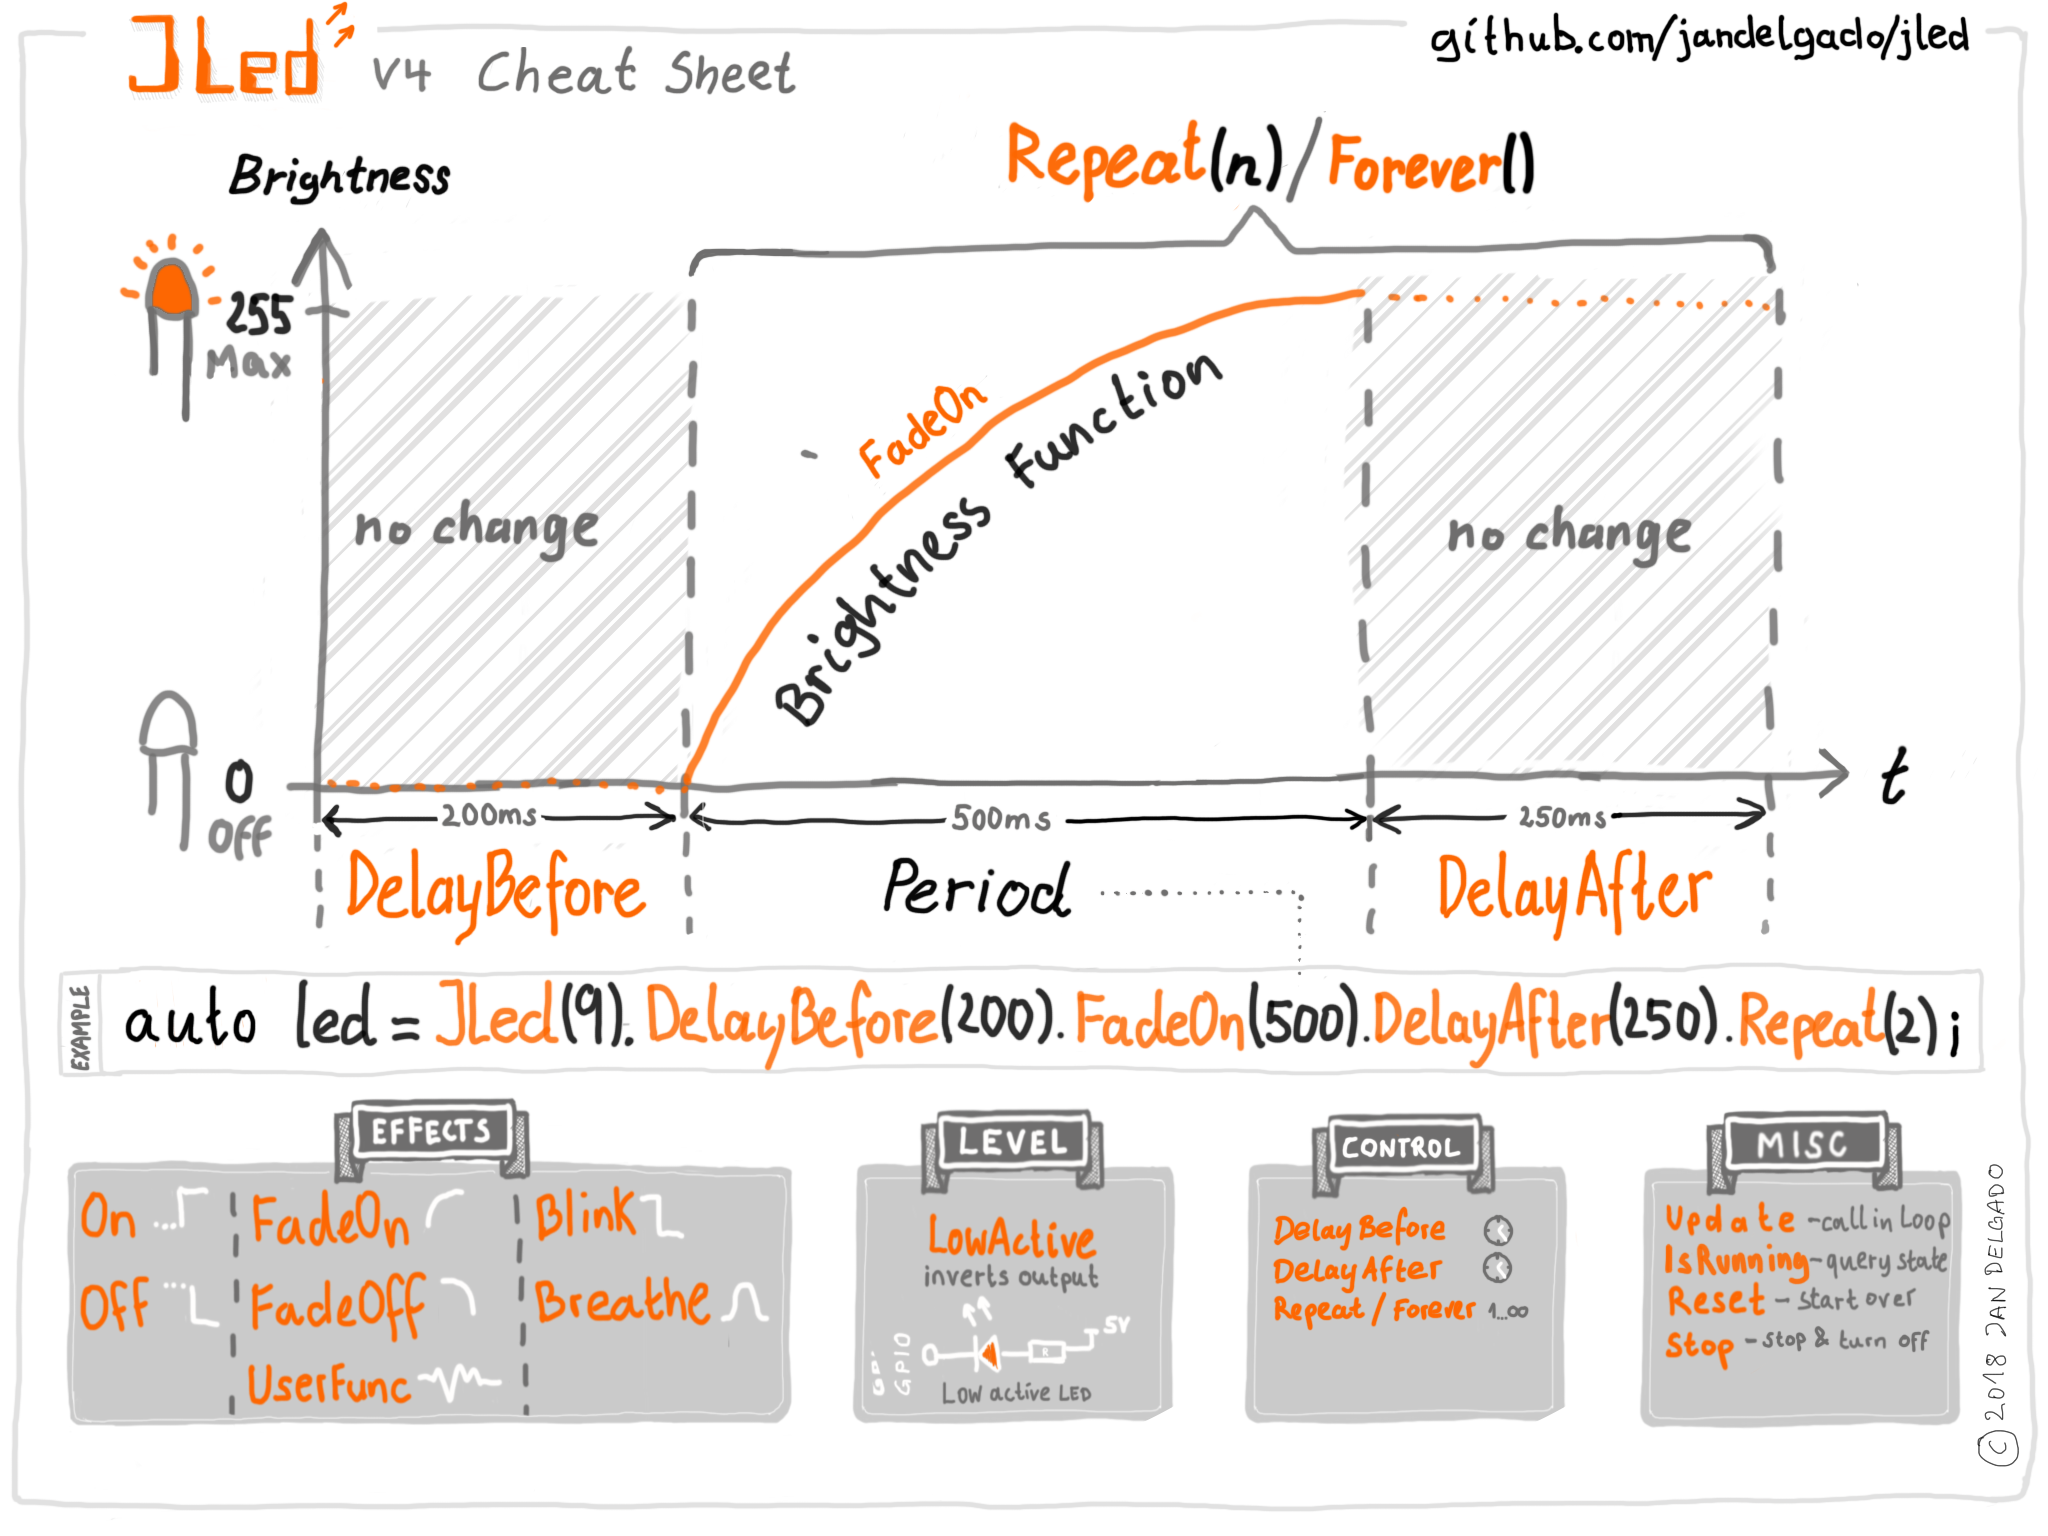 JLed V4 Cheat Sheet
github.com/jandelgado/jled
Repeat(n)/Forever()
Brightness
255
Max
FadeOn
Brightness Function
no change
no change
0
Off
t
200ms
500ms
250ms
DelayBefore
Period
DelayAfter
EXAMPLE
auto led = JLed(9).DelayBefore(200).FadeOn(500).DelayAfter(250).Repeat(2);
EFFECTS
On
FadeOn
Blink
Off
FadeOff
Breathe
UserFunc
LEVEL
LowActive
inverts output
5V
GPIO
R
Low active LED
CONTROL
DelayBefore
DelayAfter
Repeat / Forever 1...∞
MISC
Update - call in Loop
IsRunning - query state
Reset - start over
Stop - stop & turn off
© 2018 JAN DELGADO